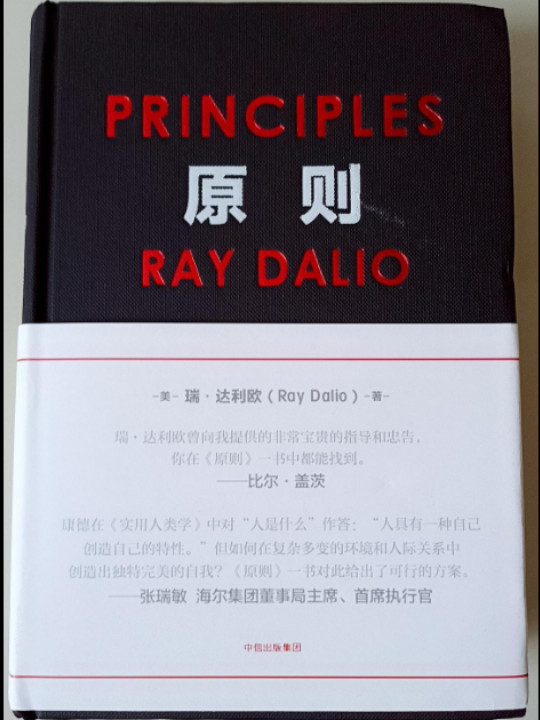 PRINCIPLES
原则
RAY DALIO
-美- 瑞·达利欧（Ray Dalio）-著-
瑞·达利欧曾向我提供的非常宝贵的指导和忠告，
你在《原则》一书中都能找到。
——比尔·盖茨
康德在《实用人类学》中对“人是什么”作答：“人具有一种自己
创造自己的特性。”但如何在复杂多变的环境和人际关系中
创造出独特完美的自我？《原则》一书对此给出了可行的方案。
——张瑞敏 海尔集团董事局主席、首席执行官
中信出版集团